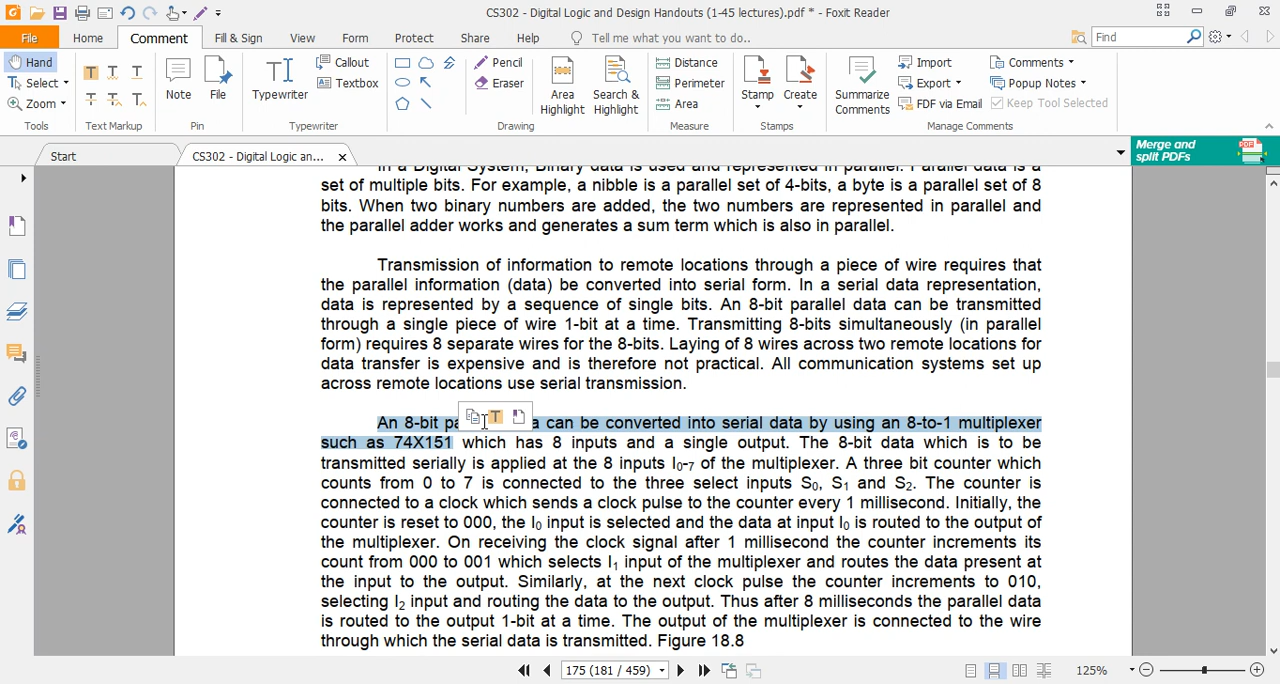 CS302 - Digital Logic and Design Handouts (1-45 lectures).pdf * - Foxit Reader
File Home Comment Fill & Sign View Form Protect Share Help Tell me what you want to do.. Find
Hand
Select
Zoom
Tools
Text Markup
Note
File
Pin
Typewriter
Callout
Textbox
Typewriter
Pencil
Eraser
Area Highlight
Search & Highlight
Drawing
Distance
Perimeter
Area
Measure
Stamp
Create
Stamps
Summarize Comments
Import
Export
FDF via Email
Comments
Popup Notes
Keep Tool Selected
Manage Comments
Start
CS302 - Digital Logic an...
Merge and
split PDFs
In a Digital System, Binary data is used and represented in parallel. Parallel data is a
set of multiple bits. For example, a nibble is a parallel set of 4-bits, a byte is a parallel set of 8
bits. When two binary numbers are added, the two numbers are represented in parallel and
the parallel adder works and generates a sum term which is also in parallel.
Transmission of information to remote locations through a piece of wire requires that
the parallel information (data) be converted into serial form. In a serial data representation,
data is represented by a sequence of single bits. An 8-bit parallel data can be transmitted
through a single piece of wire 1-bit at a time. Transmitting 8-bits simultaneously (in parallel
form) requires 8 separate wires for the 8-bits. Laying of 8 wires across two remote locations for
data transfer is expensive and is therefore not practical. All communication systems set up
across remote locations use serial transmission.
An 8-bit pa a can be converted into serial data by using an 8-to-1 multiplexer
such as 74X151 which has 8 inputs and a single output. The 8-bit data which is to be
transmitted serially is applied at the 8 inputs I0-7 of the multiplexer. A three bit counter which
counts from 0 to 7 is connected to the three select inputs S0, S1 and S2. The counter is
connected to a clock which sends a clock pulse to the counter every 1 millisecond. Initially, the
counter is reset to 000, the I0 input is selected and the data at input I0 is routed to the output of
the multiplexer. On receiving the clock signal after 1 millisecond the counter increments its
count from 000 to 001 which selects I1 input of the multiplexer and routes the data present at
the input to the output. Similarly, at the next clock pulse the counter increments to 010,
selecting I2 input and routing the data to the output. Thus after 8 milliseconds the parallel data
is routed to the output 1-bit at a time. The output of the multiplexer is connected to the wire
through which the serial data is transmitted. Figure 18.8
175 (181 / 459) 125%